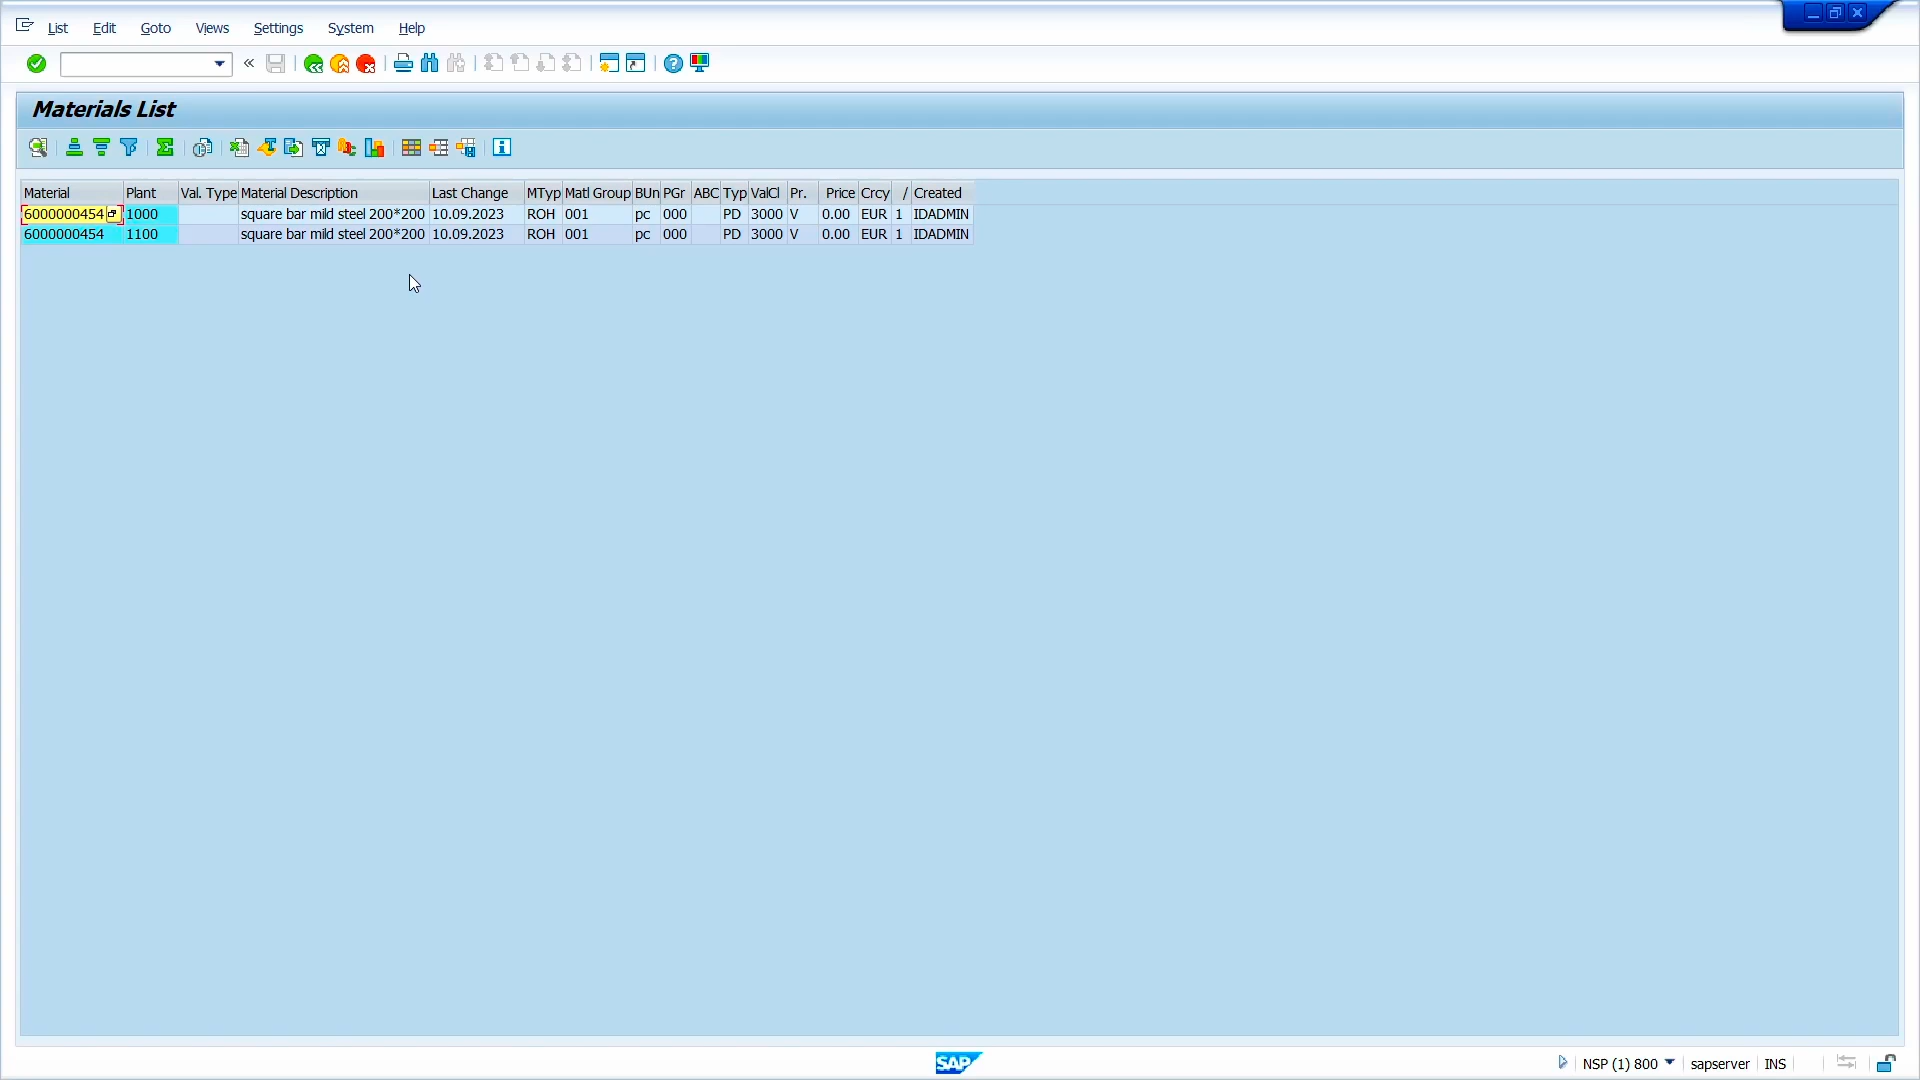 List Edit Goto Views Settings System Help
Materials List
Material Plant Val. Type Material Description Last Change MTyp Matl Group BUn PGr ABC Typ ValCl Pr. Price Crcy / Created
6000000454 1000 square bar mild steel 200*200 10.09.2023 ROH 001 pc 000 PD 3000 V 0.00 EUR 1 IDADMIN
6000000454 1100 square bar mild steel 200*200 10.09.2023 ROH 001 pc 000 PD 3000 V 0.00 EUR 1 IDADMIN
SAP NSP (1) 800 sapserver INS